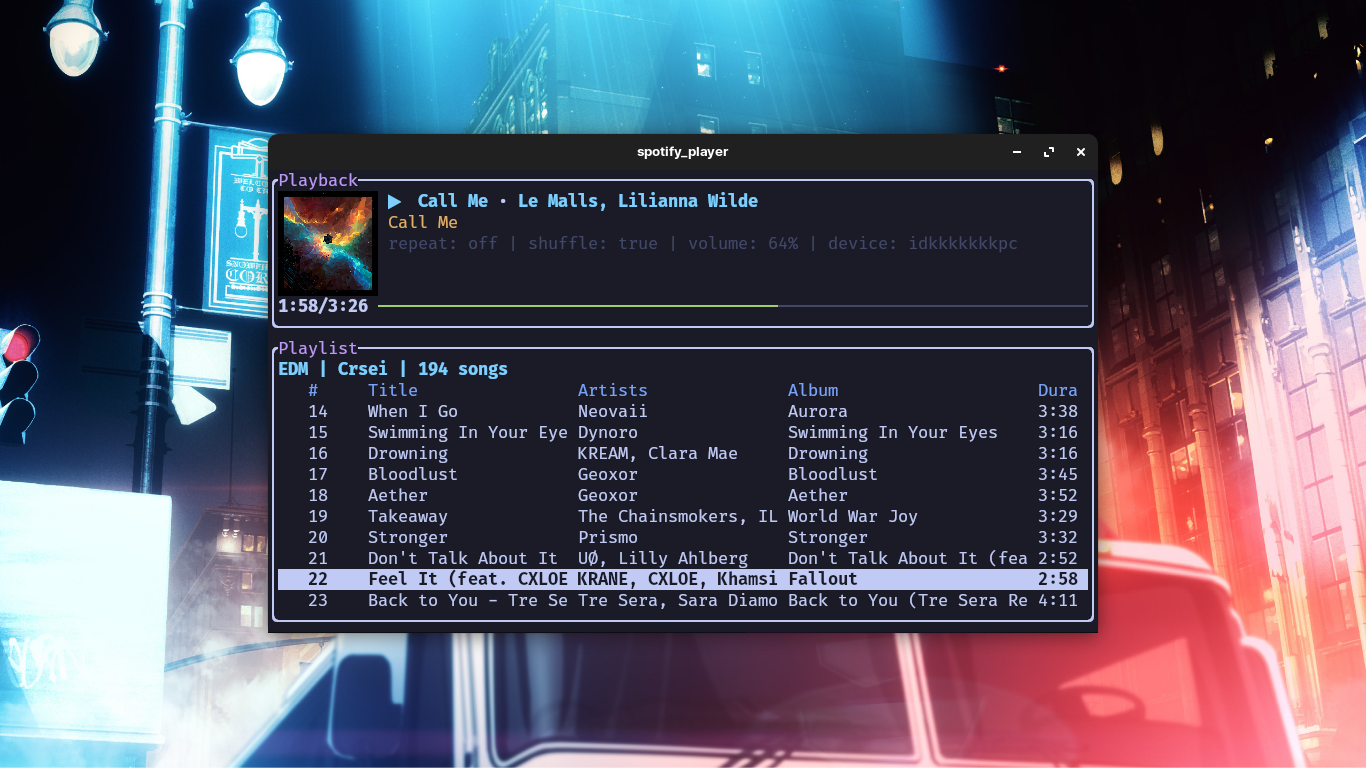 spotify_player
Playback
▶ Call Me • Le Malls, Lilianna Wilde
Call Me
repeat: off | shuffle: true | volume: 64% | device: idkkkkkkkpc
1:58/3:26
Playlist
EDM | Crsei | 194 songs
# Title Artists Album Dura
14 When I Go Neovaii Aurora 3:38
15 Swimming In Your Eye Dynoro Swimming In Your Eyes 3:16
16 Drowning KREAM, Clara Mae Drowning 3:16
17 Bloodlust Geoxor Bloodlust 3:45
18 Aether Geoxor Aether 3:52
19 Takeaway The Chainsmokers, IL World War Joy 3:29
20 Stronger Prismo Stronger 3:32
21 Don't Talk About It UØ, Lilly Ahlberg Don't Talk About It (fea 2:52
22 Feel It (feat. CXLOE KRANE, CXLOE, Khamsi Fallout 2:58
23 Back to You - Tre Se Tre Sera, Sara Diamo Back to You (Tre Sera Re 4:11